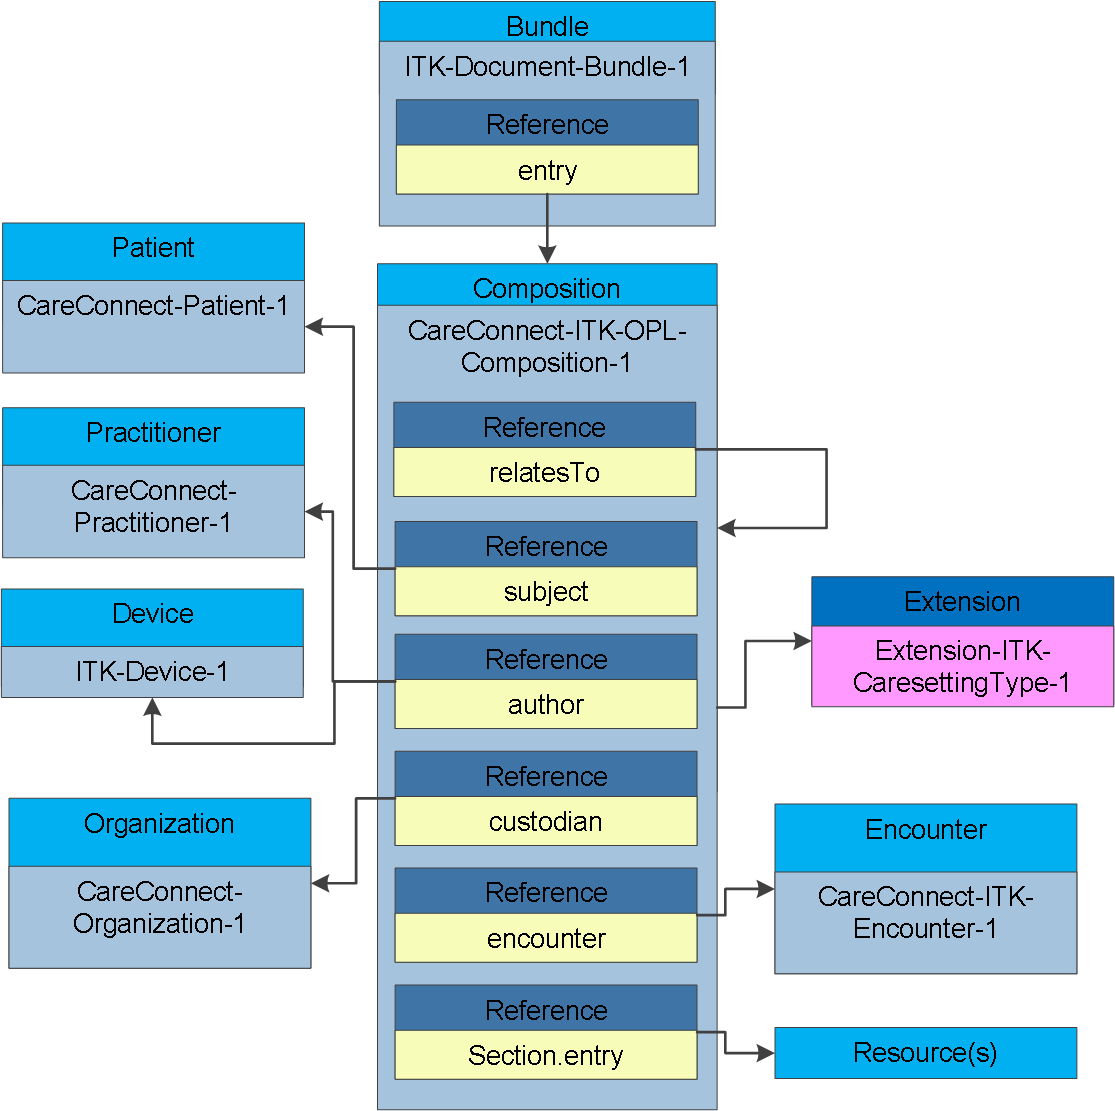 Bundle
ITK-Document-Bundle-1
Reference
entry
Patient
CareConnect-Patient-1
Practitioner
CareConnect-
Practitioner-1
Device
ITK-Device-1
Organization
CareConnect-
Organization-1
Composition
CareConnect-ITK-OPL-
Composition-1
Reference
relatesTo
Reference
subject
Reference
author
Reference
custodian
Reference
encounter
Reference
Section.entry
Extension
Extension-ITK-
CaresettingType-1
Encounter
CareConnect-ITK-
Encounter-1
Resource(s)